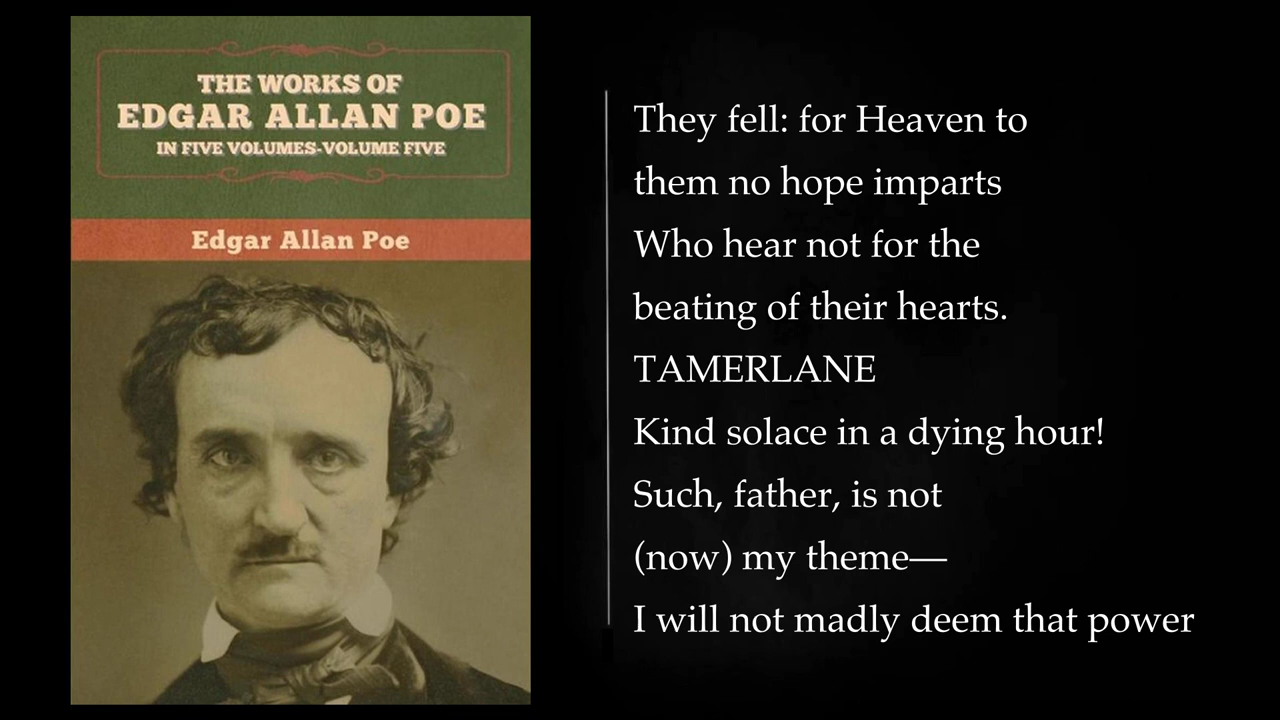 THE WORKS OF
EDGAR ALLAN POE
IN FIVE VOLUMES-VOLUME FIVE
Edgar Allan Poe
They fell: for Heaven to
them no hope imparts
Who hear not for the
beating of their hearts.
TAMERLANE
Kind solace in a dying hour!
Such, father, is not
(now) my theme—
I will not madly deem that power